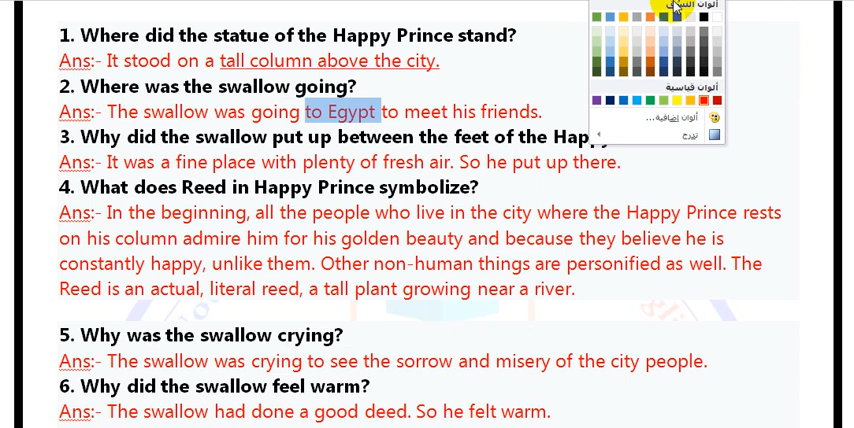 ألوان النسق
1. Where did the statue of the Happy Prince stand?
Ans:- It stood on a tall column above the city.
2. Where was the swallow going?
Ans:- The swallow was going to Egypt to meet his friends.
3. Why did the swallow put up between the feet of the Happy
Ans:- It was a fine place with plenty of fresh air. So he put up there.
4. What does Reed in Happy Prince symbolize?
Ans:- In the beginning, all the people who live in the city where the Happy Prince rests
on his column admire him for his golden beauty and because they believe he is
constantly happy, unlike them. Other non-human things are personified as well. The
Reed is an actual, literal reed, a tall plant growing near a river.
5. Why was the swallow crying?
Ans:- The swallow was crying to see the sorrow and misery of the city people.
6. Why did the swallow feel warm?
Ans:- The swallow had done a good deed. So he felt warm.
ألوان قياسية
ألوان إضافية...
تدرج